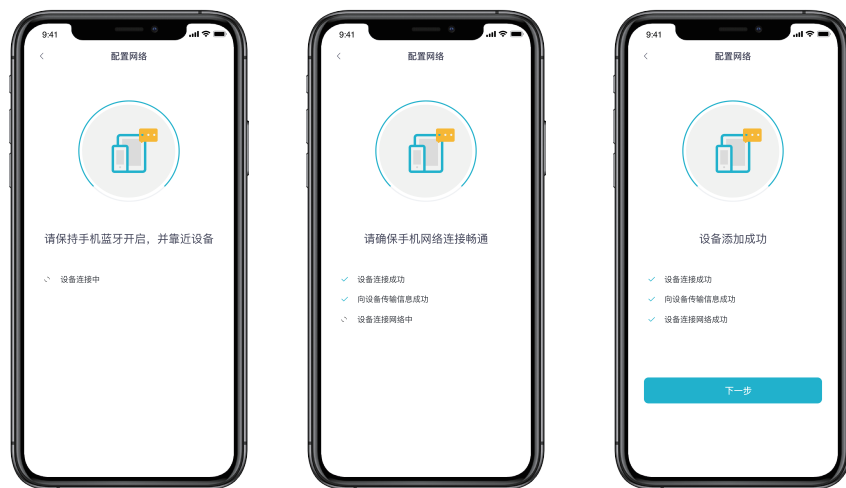 9:41
配置网络
请保持手机蓝牙开启，并靠近设备
设备连接中
9:41
配置网络
请确保手机网络连接畅通
设备连接成功
向设备传输信息成功
设备连接网络中
9:41
配置网络
设备添加成功
设备连接成功
向设备传输信息成功
设备连接网络成功
下一步